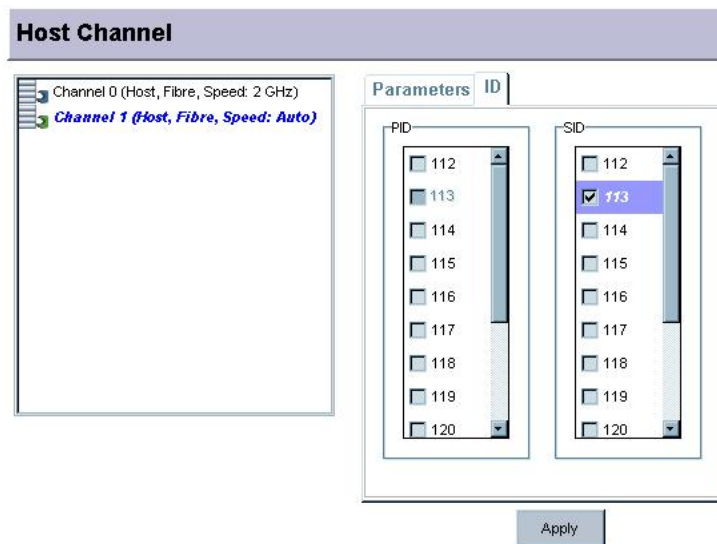 Host Channel
Channel 0 (Host, Fibre, Speed: 2 GHz)
Channel 1 (Host, Fibre, Speed: Auto)
Parameters
ID
PID
112
113
114
115
116
117
118
119
120
SID
112
113
114
115
116
117
118
119
120
Apply